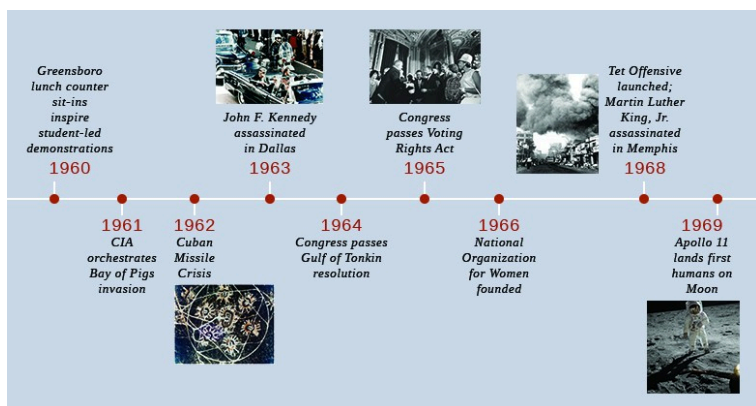 Greensboro
lunch counter
sit-ins
inspire
student-led
demonstrations
1960
1961
CIA
orchestrates
Bay of Pigs
invasion
1962
Cuban
Missile
Crisis
John F. Kennedy
assassinated
in Dallas
1963
1964
Congress passes
Gulf of Tonkin
resolution
Congress
passes Voting
Rights Act
1965
1966
National
Organization
for Women
founded
Tet Offensive
launched;
Martin Luther
King, Jr.
assassinated
in Memphis
1968
1969
Apollo 11
lands first
humans on
Moon